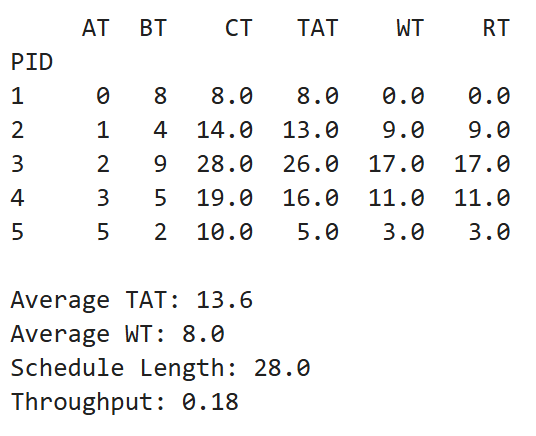 AT BT CT TAT WT RT
PID
1 0 8 8.0 8.0 0.0 0.0
2 1 4 14.0 13.0 9.0 9.0
3 2 9 28.0 26.0 17.0 17.0
4 3 5 19.0 16.0 11.0 11.0
5 5 2 10.0 5.0 3.0 3.0
Average TAT: 13.6
Average WT: 8.0
Schedule Length: 28.0
Throughput: 0.18